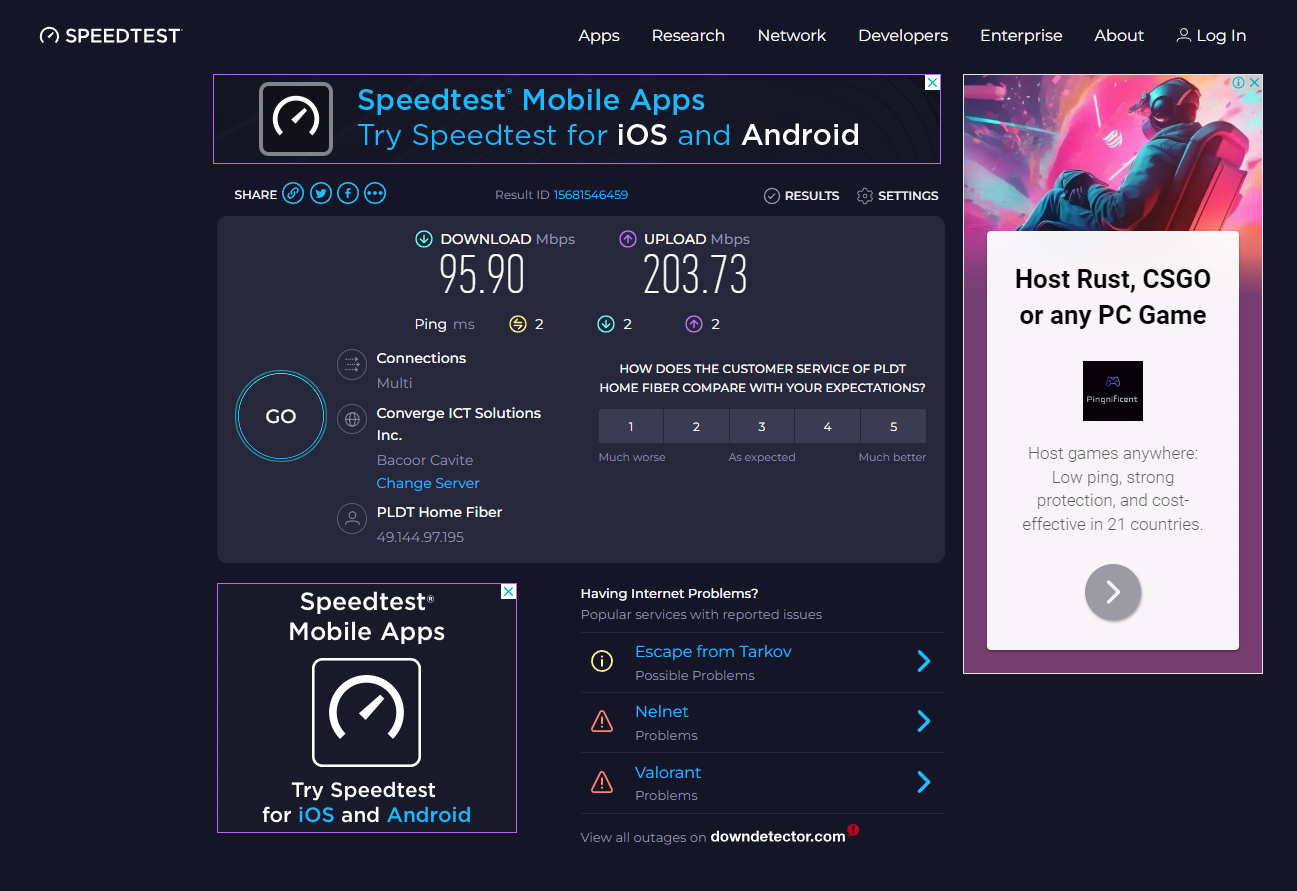 SPEEDTEST
Apps Research Network Developers Enterprise About Log In
Speedtest® Mobile Apps
Try Speedtest for iOS and Android
SHARE
Result ID 15681546459
RESULTS SETTINGS
DOWNLOAD Mbps
95.90
UPLOAD Mbps
203.73
Ping ms 2 2 2
GO
Connections
Multi
Converge ICT Solutions
Inc.
Bacoor Cavite
Change Server
PLDT Home Fiber
49.144.97.195
HOW DOES THE CUSTOMER SERVICE OF PLDT
HOME FIBER COMPARE WITH YOUR EXPECTATIONS?
1 2 3 4 5
Much worse As expected Much better
Host Rust, CSGO
or any PC Game
Pingnificent
Host games anywhere:
Low ping, strong
protection, and cost-
effective in 21 countries.
Speedtest®
Mobile Apps
Try Speedtest
for iOS and Android
Having Internet Problems?
Popular services with reported issues
Escape from Tarkov
Possible Problems
Nelnet
Problems
Valorant
Problems
View all outages on downdetector.com